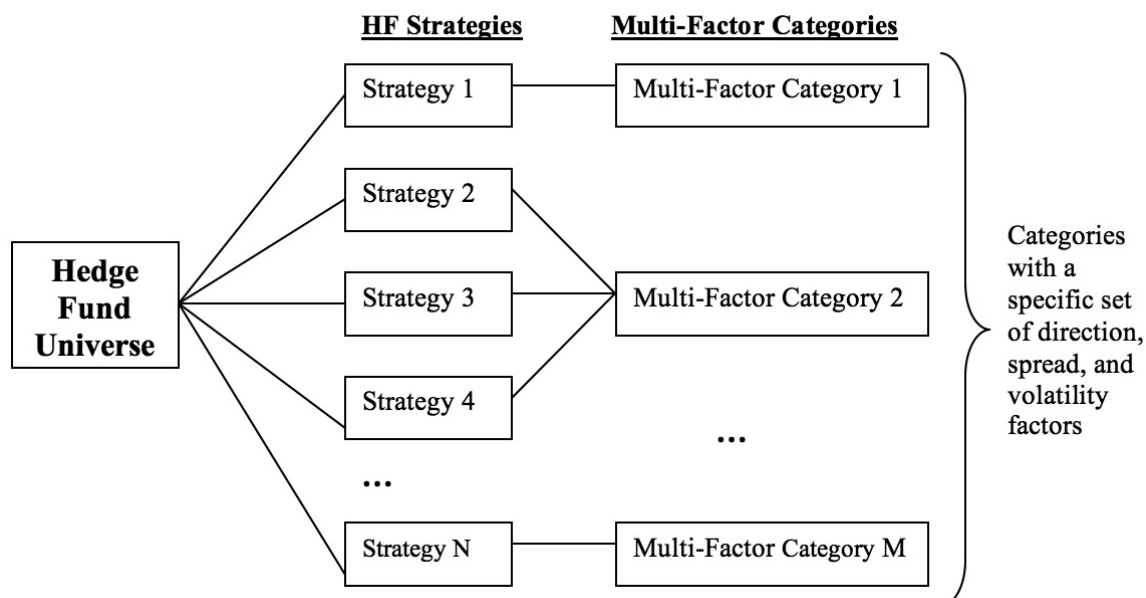 HF Strategies
Multi-Factor Categories
Strategy 1
Multi-Factor Category 1
Strategy 2
Hedge
Fund
Universe
Strategy 3
Multi-Factor Category 2
Strategy 4
...
...
Strategy N
Multi-Factor Category M
Categories
with a
specific set
of direction,
spread, and
volatility
factors